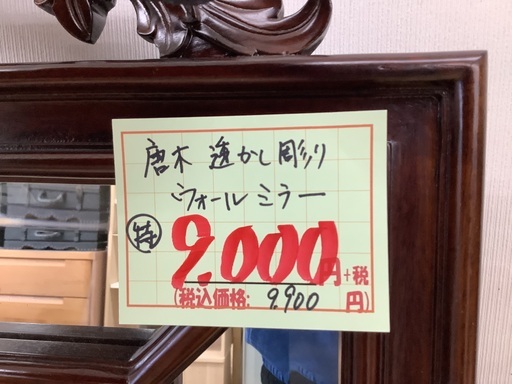 唐木 透かし彫り
ウォールミラー
特 9,000円+税
(税込価格: 9,900 円)